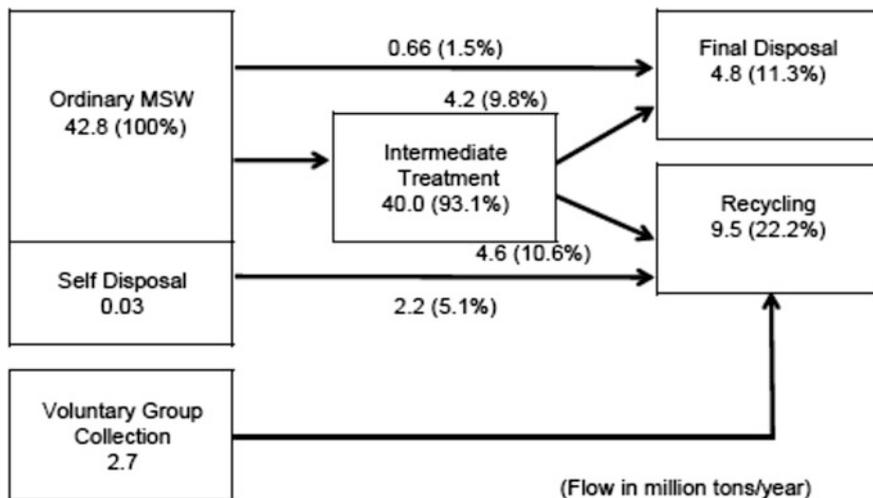 Ordinary MSW
42.8 (100%)
Self Disposal
0.03
Voluntary Group
Collection
2.7
0.66 (1.5%)
4.2 (9.8%)
Intermediate
Treatment
40.0 (93.1%)
4.6 (10.6%)
2.2 (5.1%)
Final Disposal
4.8 (11.3%)
Recycling
9.5 (22.2%)
(Flow in million tons/year)